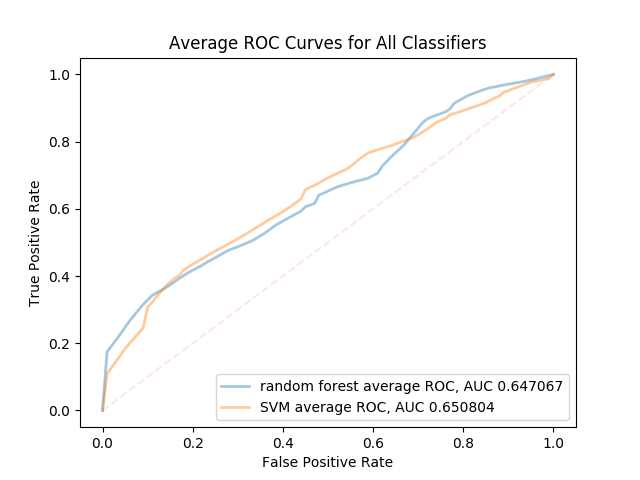 Average ROC Curves for All Classifiers
True Positive Rate
1.0
0.8
0.6
0.4
0.2
0.0
random forest average ROC, AUC 0.647067
SVM average ROC, AUC 0.650804
0.0 0.2 0.4 0.6 0.8 1.0
False Positive Rate